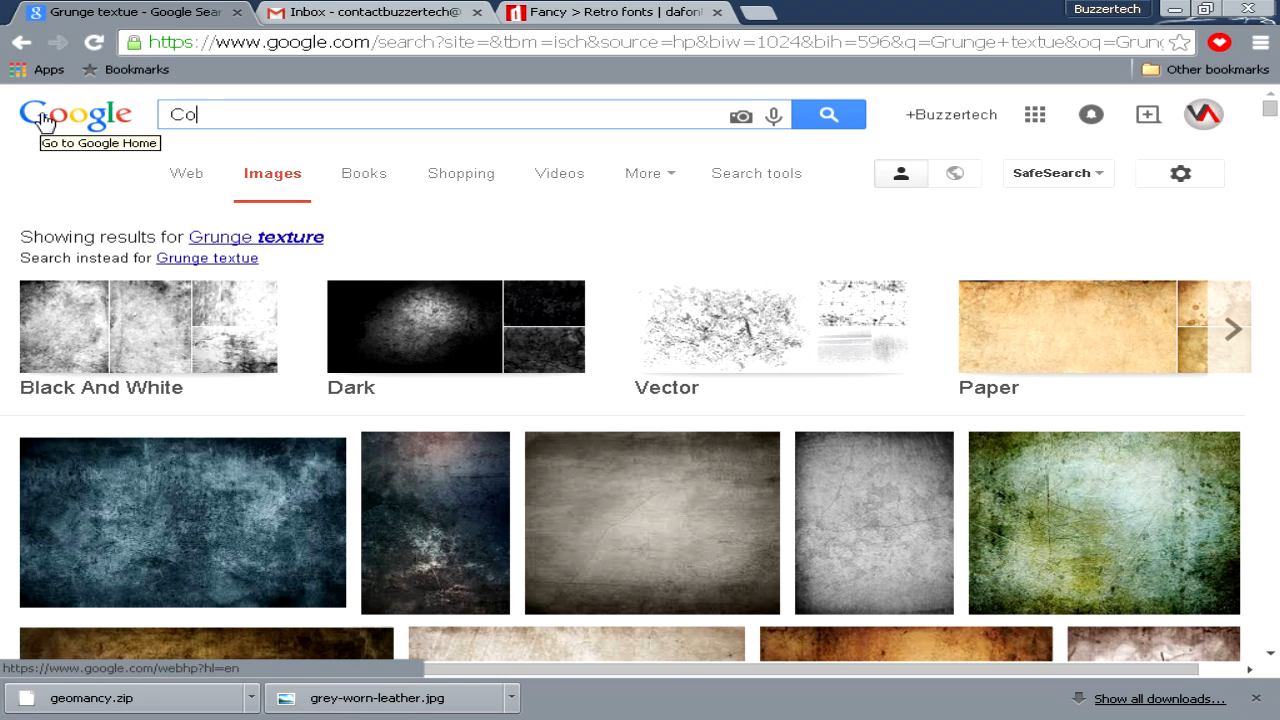 Grunge textue - Google Sear
Inbox - contactbuzzertech@
Fancy > Retro fonts | dafon
Buzzertech
https://www.google.com/search?site=&tbm=isch&source=hp&biw=1024&bih=596&q=Grunge+textue&oq=Grung
Apps
Bookmarks
Other bookmarks
Google
Co
+Buzzertech
Go to Google Home
Web
Images
Books
Shopping
Videos
More
Search tools
SafeSearch
Showing results for Grunge texture
Search instead for Grunge textue
Black And White
Dark
Vector
Paper
https://www.google.com/webhp?hl=en
geomancy.zip
grey-worn-leather.jpg
Show all downloads...